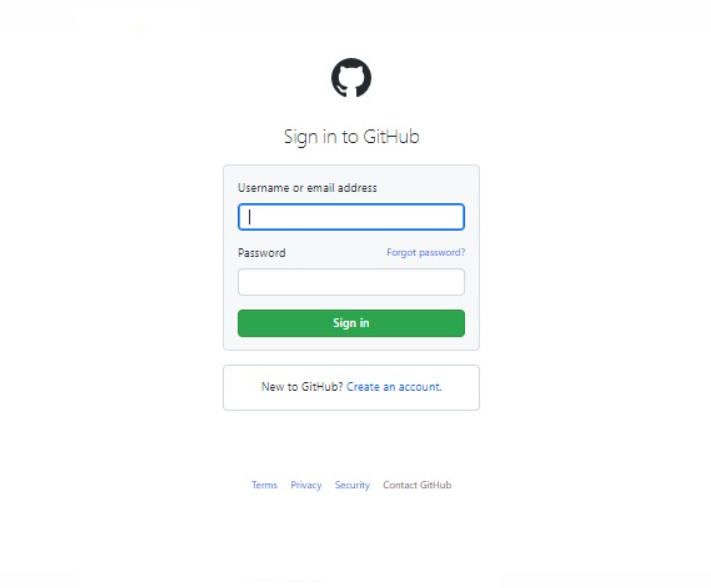 Sign in to GitHub
Username or email address
Password Forgot password?
Sign in
New to GitHub? Create an account.
Terms Privacy Security Contact GitHub